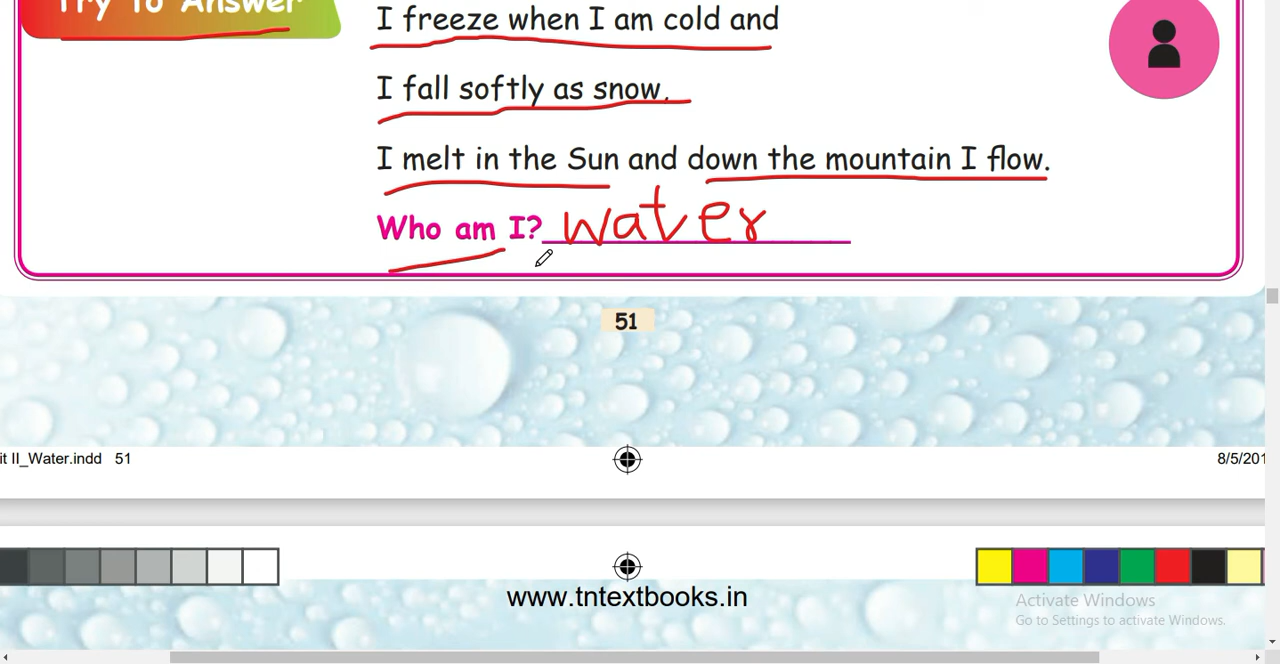 Try To Answer
I freeze when I am cold and
I fall softly as snow.
I melt in the Sun and down the mountain I flow.
Who am I? water
51
it II_Water.indd 51
8/5/201
www.tntextbooks.in
Activate Windows
Go to Settings to activate Windows.